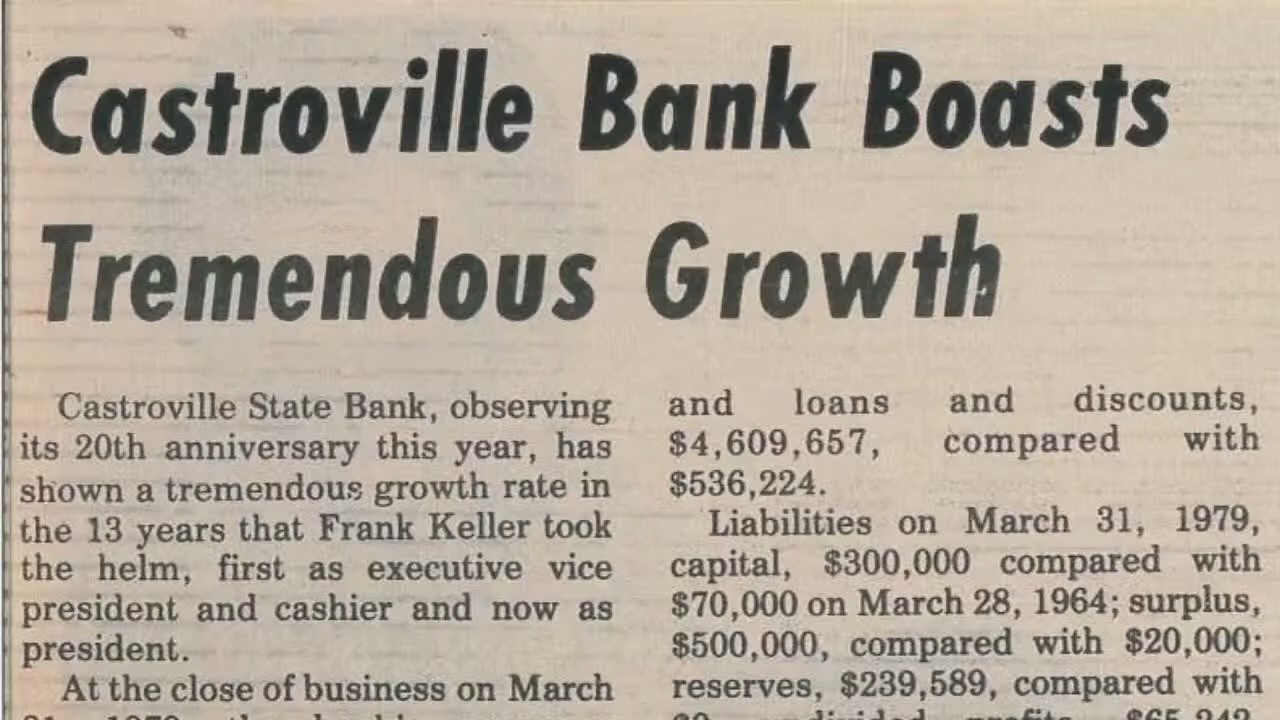 Castroville Bank Boasts
Tremendous Growth
Castroville State Bank, observing
its 20th anniversary this year, has
shown a tremendous growth rate in
the 13 years that Frank Keller took
the helm, first as executive vice
president and cashier and now as
president.
At the close of business on March
and loans and discounts,
$4,609,657, compared with
$536,224.
Liabilities on March 31, 1979,
capital, $300,000 compared with
$70,000 on March 28, 1964; surplus,
$500,000, compared with $20,000;
reserves, $239,589, compared with